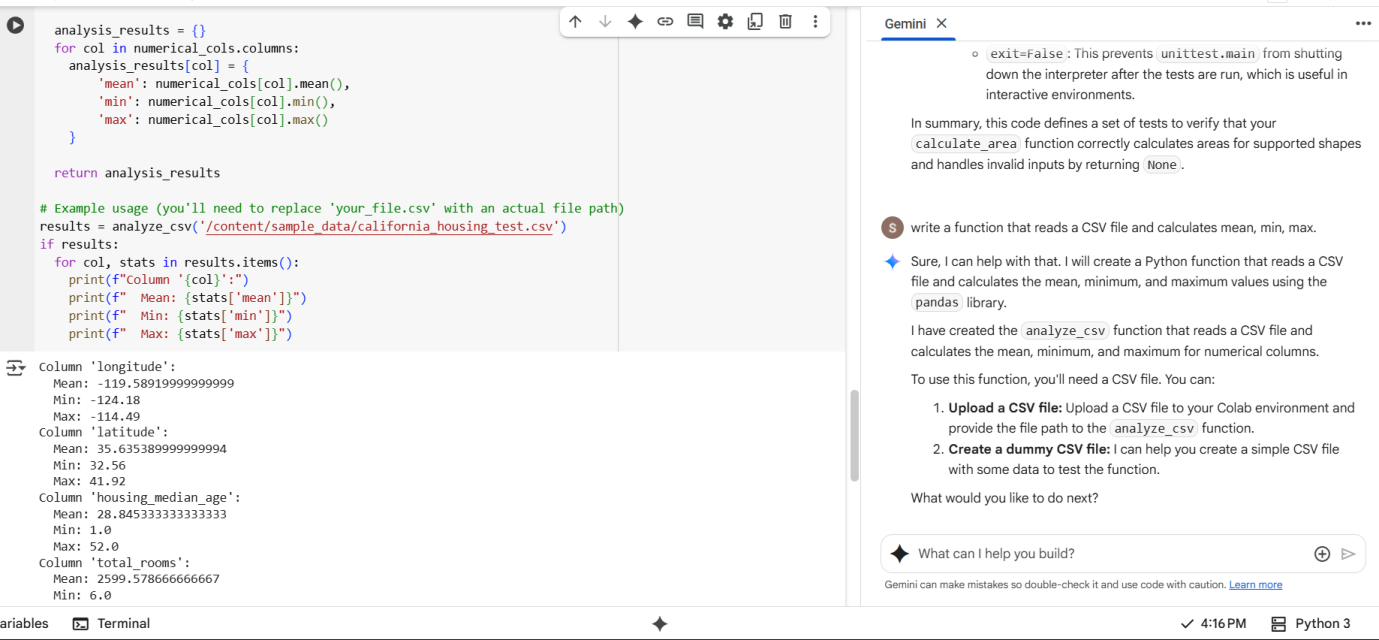 analysis_results = {}
for col in numerical_cols.columns:
analysis_results[col] = {
'mean': numerical_cols[col].mean(),
'min': numerical_cols[col].min(),
'max': numerical_cols[col].max()
}
return analysis_results
# Example usage (you'll need to replace 'your_file.csv' with an actual file path)
results = analyze_csv('/content/sample_data/california_housing_test.csv')
if results:
for col, stats in results.items():
print(f"Column '{col}':")
print(f"  Mean: {stats['mean']}")
print(f"  Min: {stats['min']}")
print(f"  Max: {stats['max']}")
Column 'longitude':
Mean: -119.58919999999999
Min: -124.18
Max: -114.49
Column 'latitude':
Mean: 35.635389999999994
Min: 32.56
Max: 41.92
Column 'housing_median_age':
Mean: 28.845333333333333
Min: 1.0
Max: 52.0
Column 'total_rooms':
Mean: 2599.578666666667
Min: 6.0
Gemini
exit=False : This prevents unittest.main from shutting
down the interpreter after the tests are run, which is useful in
interactive environments.
In summary, this code defines a set of tests to verify that your
calculate_area function correctly calculates areas for supported shapes
and handles invalid inputs by returning None .
S
write a function that reads a CSV file and calculates mean, min, max.
Sure, I can help with that. I will create a Python function that reads a CSV
file and calculates the mean, minimum, and maximum values using the
pandas library.
I have created the analyze_csv function that reads a CSV file and
calculates the mean, minimum, and maximum for numerical columns.
To use this function, you'll need a CSV file. You can:
1. Upload a CSV file: Upload a CSV file to your Colab environment and
provide the file path to the analyze_csv function.
2. Create a dummy CSV file: I can help you create a simple CSV file
with some data to test the function.
What would you like to do next?
What can I help you build?
Gemini can make mistakes so double-check it and use code with caution. Learn more
ariables
Terminal
4:16 PM
Python 3